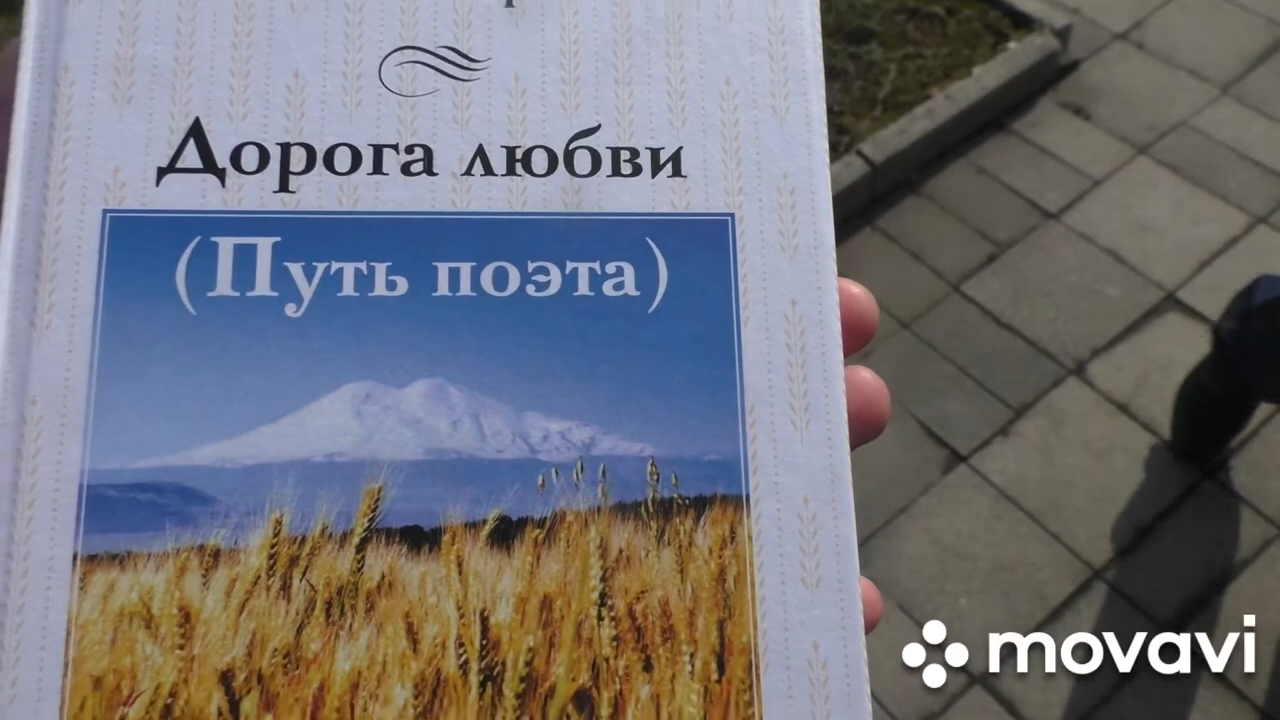 Дорога любви
(Путь поэта)
movavi